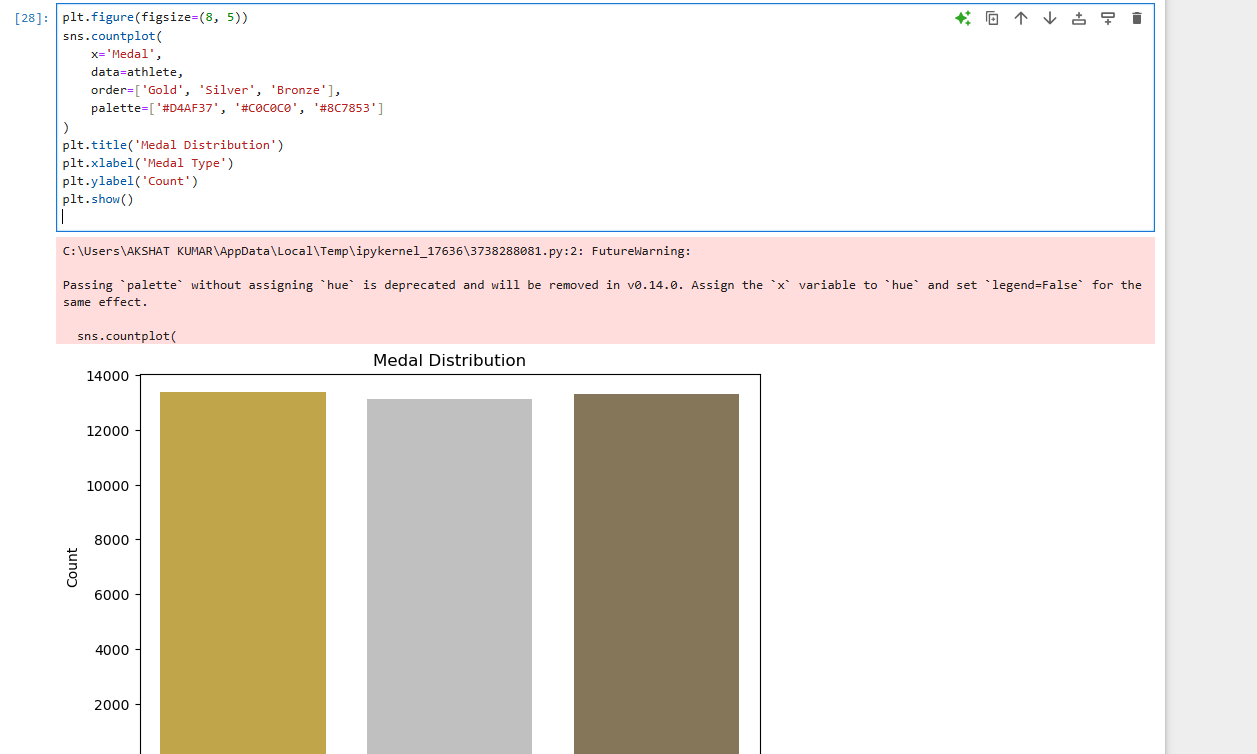 [28]:
plt.figure(figsize=(8, 5))
sns.countplot(
    x='Medal',
    data=athlete,
    order=['Gold', 'Silver', 'Bronze'],
    palette=['#D4AF37', '#C0C0C0', '#8C7853']
)
plt.title('Medal Distribution')
plt.xlabel('Medal Type')
plt.ylabel('Count')
plt.show()
C:\Users\AKSHAT KUMAR\AppData\Local\Temp\ipykernel_17636\3738288081.py:2: FutureWarning:
Passing `palette` without assigning `hue` is deprecated and will be removed in v0.14.0. Assign the `x` variable to `hue` and set `legend=False` for the
same effect.
  sns.countplot(
Medal Distribution
14000
12000
10000
8000
Count
6000
4000
2000